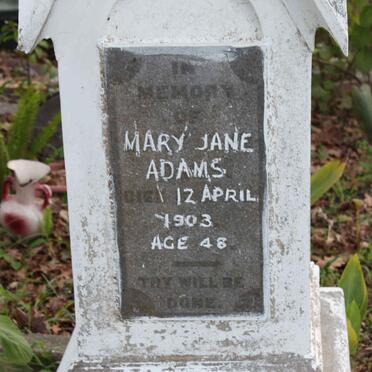 IN
MEMORY
OF
MARY JANE
ADAMS
DIED 12 APRIL
1903
AGE 48
THY WILL BE
DONE.